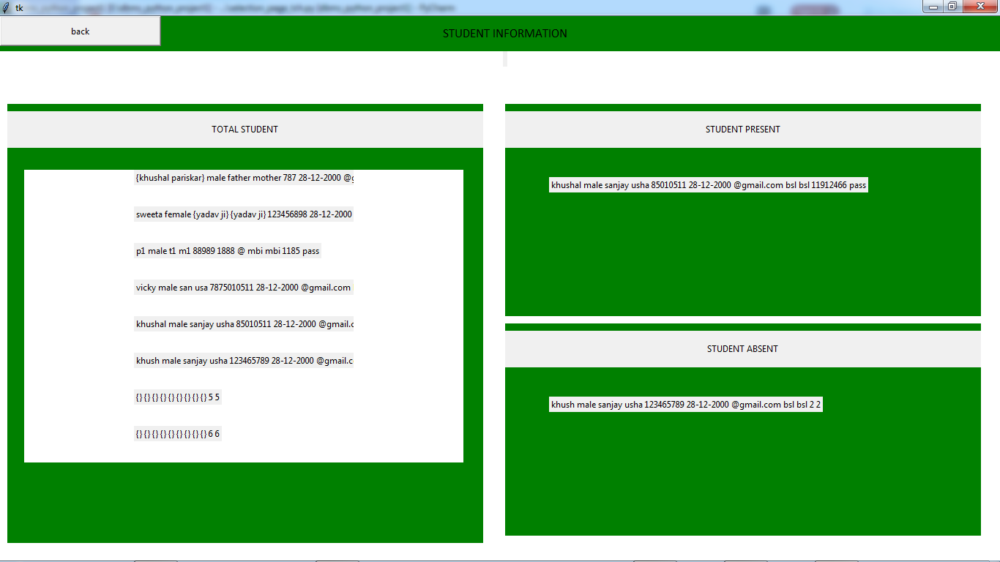 tk
back
STUDENT INFORMATION
TOTAL STUDENT
{khushal pariskar} male father mother 787 28-12-2000
sweeta female {yadav ji} {yadav ji} 123456898 28-12-2000
p1 male t1 m1 88989 1888 @ mbi mbi 1185 pass
vicky male san usa 7875010511 28-12-2000 @gmail.com
khushal male sanjay usha 85010511 28-12-2000 @gmail.c
khush male sanjay usha 123465789 28-12-2000 @gmail.c
{} {} {} {} {} {} {} {} {} 5 5
{} {} {} {} {} {} {} {} {} 6 6
STUDENT PRESENT
khushal male sanjay usha 85010511 28-12-2000 @gmail.com bsl bsl 11912466 pass
STUDENT ABSENT
khush male sanjay usha 123465789 28-12-2000 @gmail.com bsl bsl 2 2